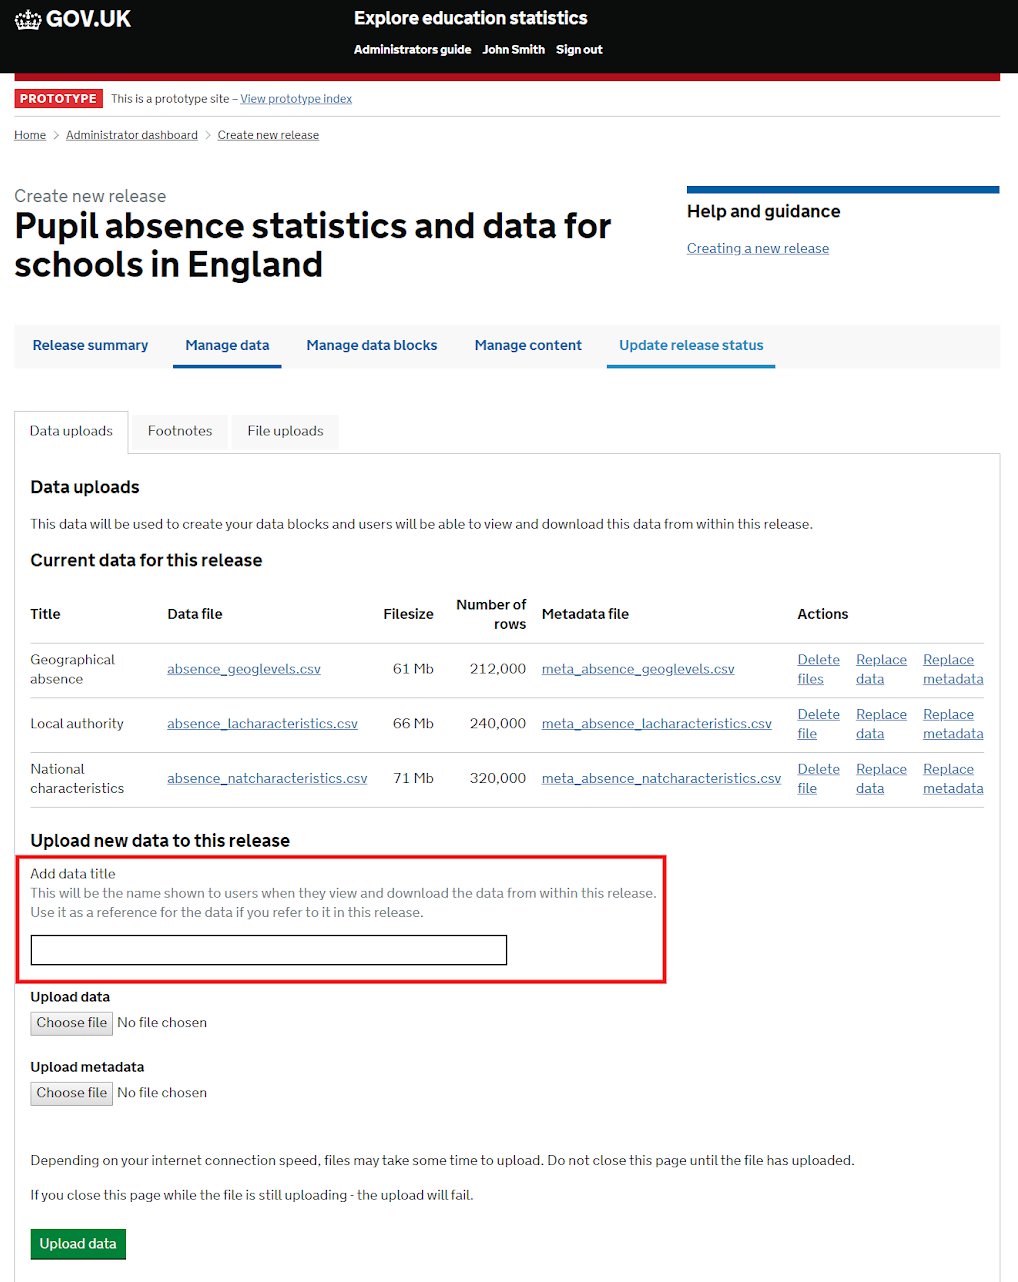 GOV.UK
Explore education statistics
Administrators guide John Smith Sign out
PROTOTYPE This is a prototype site – View prototype index
Home > Administrator dashboard > Create new release
Create new release
Pupil absence statistics and data for
schools in England
Help and guidance
Creating a new release
Release summary Manage data Manage data blocks Manage content Update release status
Data uploads Footnotes File uploads
Data uploads
This data will be used to create your data blocks and users will be able to view and download this data from within this release.
Current data for this release
Title Data file Filesize Number of rows Metadata file Actions
Geographical absence absence_geoglevels.csv 61 Mb 212,000 meta_absence_geoglevels.csv Delete files Replace data Replace metadata
Local authority absence_lacharacteristics.csv 66 Mb 240,000 meta_absence_lacharacteristics.csv Delete file Replace data Replace metadata
National characteristics absence_natcharacteristics.csv 71 Mb 320,000 meta_absence_natcharacteristics.csv Delete file Replace data Replace metadata
Upload new data to this release
Add data title
This will be the name shown to users when they view and download the data from within this release.
Use it as a reference for the data if you refer to it in this release.
Upload data
Choose file No file chosen
Upload metadata
Choose file No file chosen
Depending on your internet connection speed, files may take some time to upload. Do not close this page until the file has uploaded.
If you close this page while the file is still uploading - the upload will fail.
Upload data